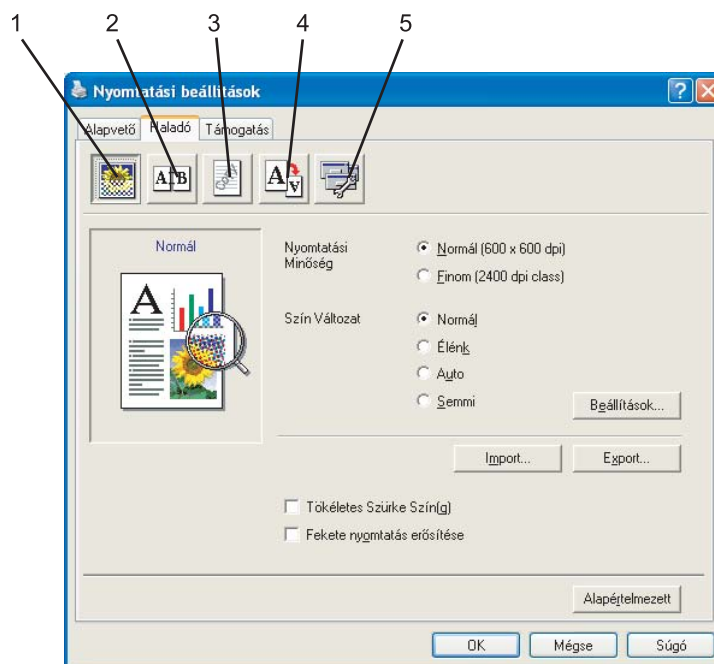 1 2 3 4 5
Nyomtatási beállítások
Alapvető Haladó Támogatás
A B A A
Normál
A
Nyomtatási Minőség
Normál (600 x 600 dpi)
Finom (2400 dpi class)
Szín Változat
Normál
Élénk
Auto
Semmi
Beállítások...
Import... Export...
Tökéletes Szürke Szín(g)
Fekete nyomtatás erősítése
Alapértelmezett
OK Mégse Súgó